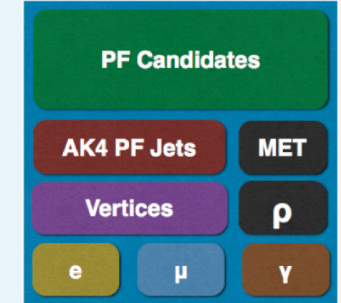 PF Candidates
AK4 PF Jets
MET
Vertices
ρ
e
μ
γ